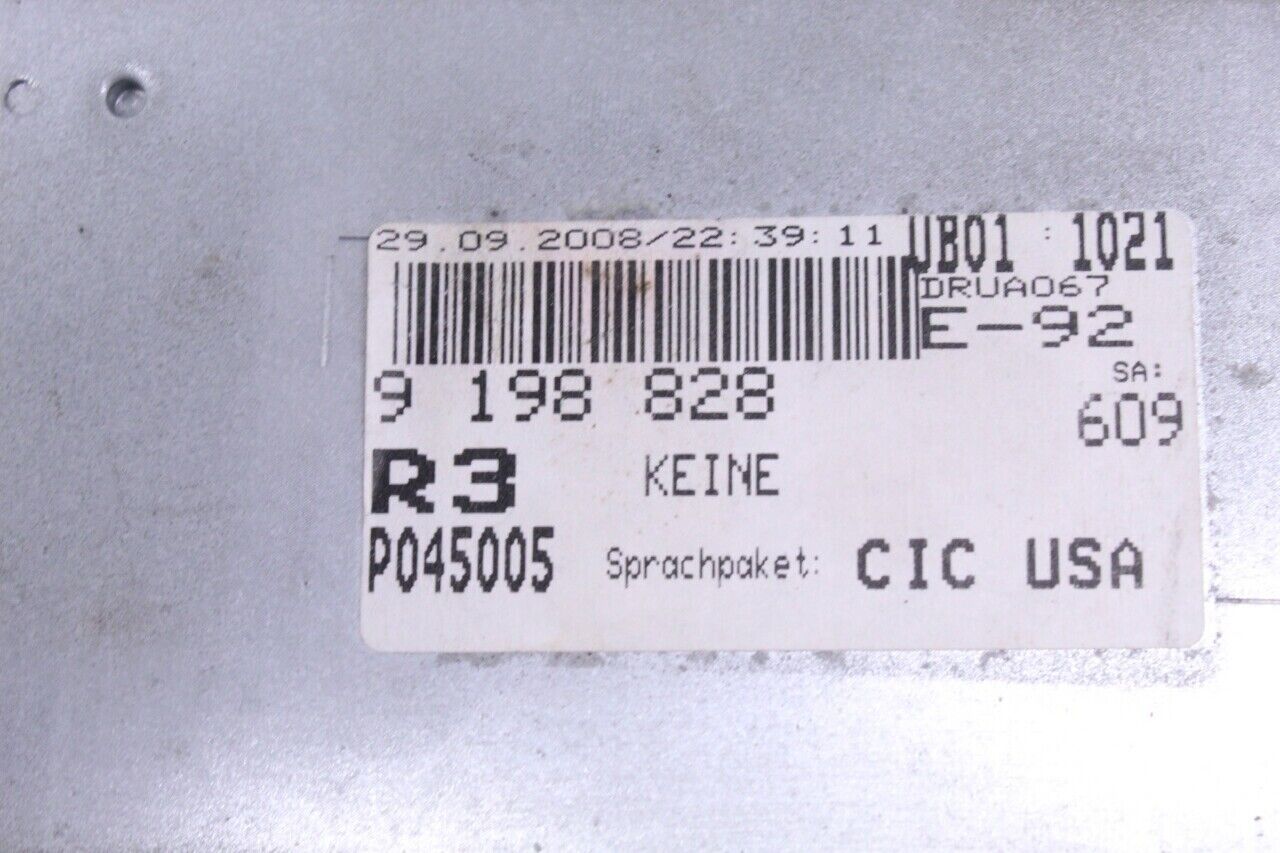 29.09.2008/22:39:11 UB01 : 1021
DRUA067
E-92
9 198 828
SA:
609
R3 KEINE
P045005 Sprachpaket: CIC USA